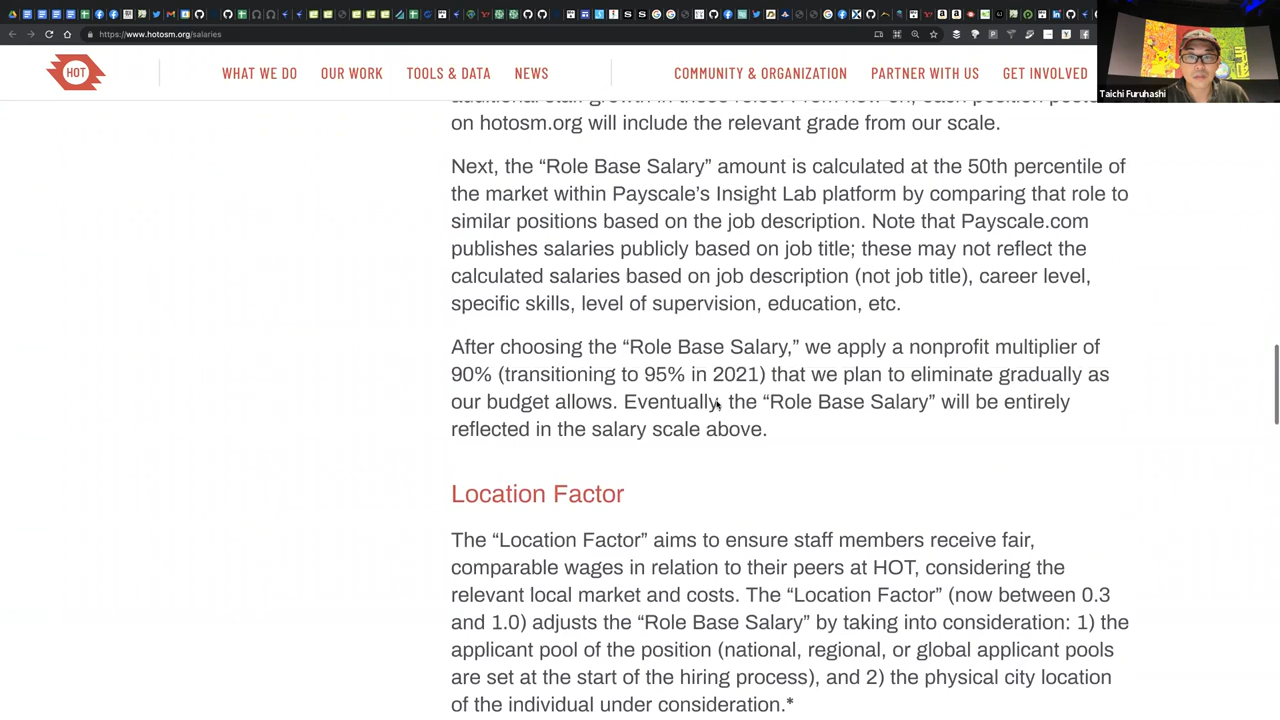 https://www.hotosm.org/salaries
HOT
WHAT WE DO
OUR WORK
TOOLS & DATA
NEWS
COMMUNITY & ORGANIZATION
PARTNER WITH US
GET INVOLVED
Taichi Furuhashi
on hotosm.org will include the relevant grade from our scale.
Next, the “Role Base Salary” amount is calculated at the 50th percentile of
the market within Payscale’s Insight Lab platform by comparing that role to
similar positions based on the job description. Note that Payscale.com
publishes salaries publicly based on job title; these may not reflect the
calculated salaries based on job description (not job title), career level,
specific skills, level of supervision, education, etc.
After choosing the “Role Base Salary,” we apply a nonprofit multiplier of
90% (transitioning to 95% in 2021) that we plan to eliminate gradually as
our budget allows. Eventually, the “Role Base Salary” will be entirely
reflected in the salary scale above.
Location Factor
The “Location Factor” aims to ensure staff members receive fair,
comparable wages in relation to their peers at HOT, considering the
relevant local market and costs. The “Location Factor” (now between 0.3
and 1.0) adjusts the “Role Base Salary” by taking into consideration: 1) the
applicant pool of the position (national, regional, or global applicant pools
are set at the start of the hiring process), and 2) the physical city location
of the individual under consideration.*